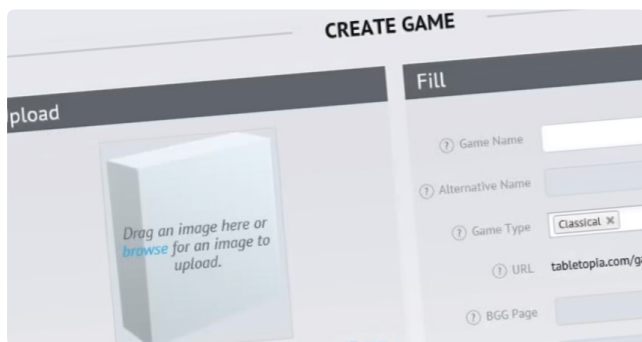 CREATE GAME
pload
Fill
Drag an image here or
browse for an image to
upload.
? Game Name
? Alternative Name
? Game Type
Classical ×
? URL
tabletopia.com/ga
? BGG Page